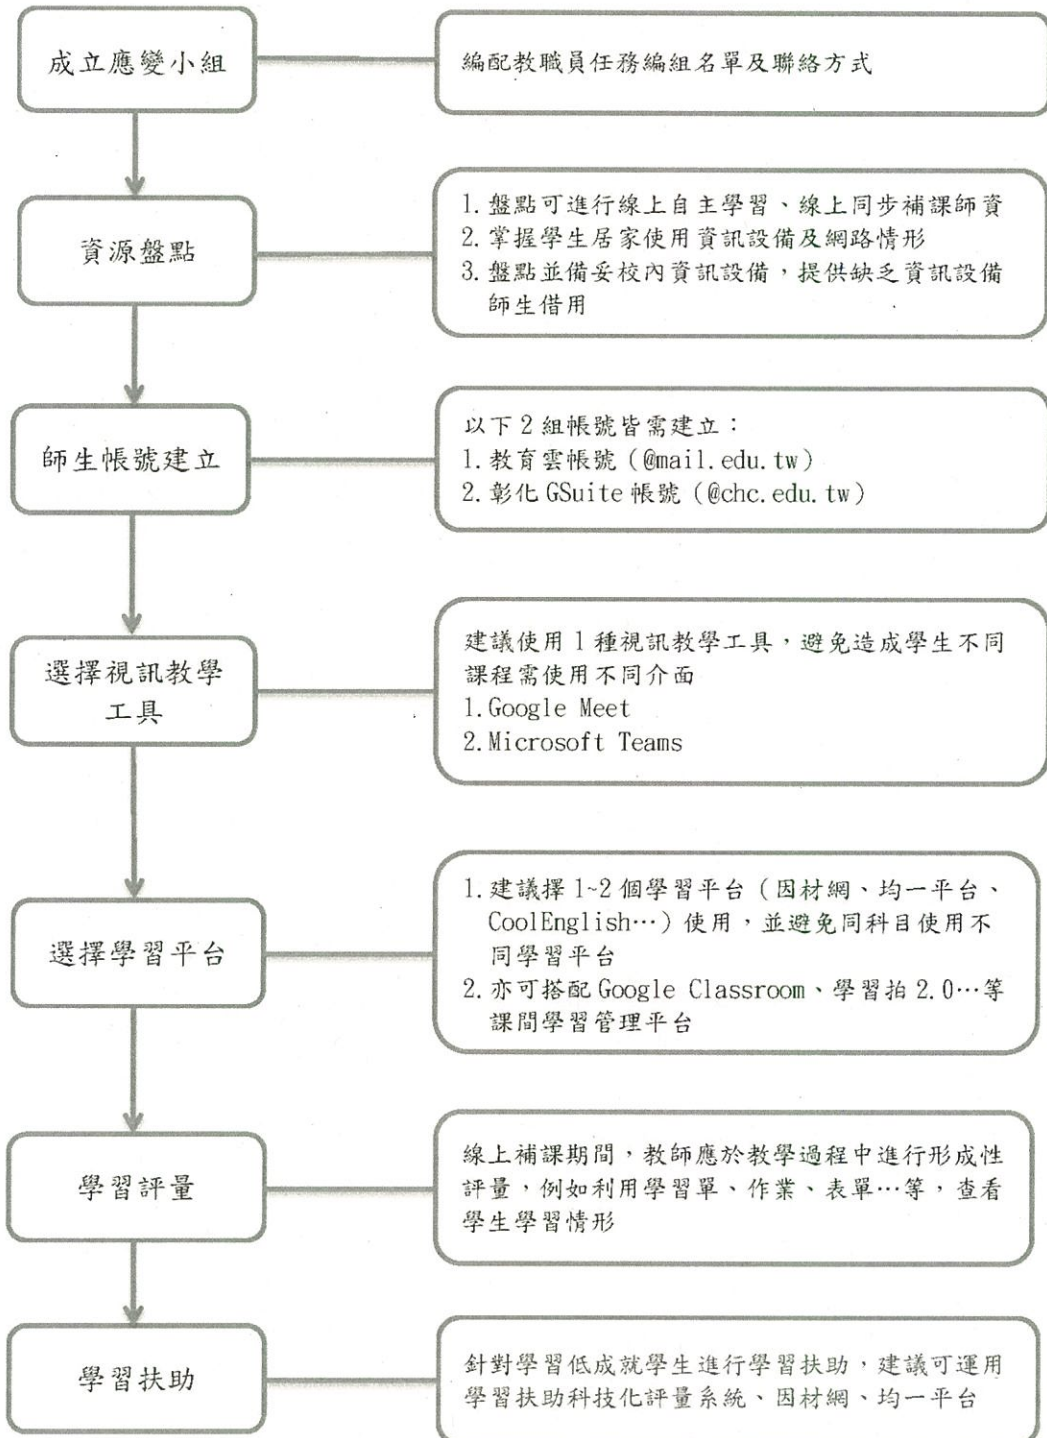 成立應變小組
編配教職員任務編組名單及聯絡方式
資源盤點
1. 盤點可進行線上自主學習、線上同步補課師資
2. 掌握學生居家使用資訊設備及網路情形
3. 盤點並備妥校內資訊設備，提供缺乏資訊設備
師生借用
師生帳號建立
以下 2 組帳號皆需建立：
1. 教育雲帳號（@mail.edu.tw）
2. 彰化 GSuite 帳號（@chc.edu.tw）
選擇視訊教學
工具
建議使用 1 種視訊教學工具，避免造成學生不同
課程需使用不同介面
1. Google Meet
2. Microsoft Teams
選擇學習平台
1. 建議擇 1~2 個學習平台（因材網、均一平台、
CoolEnglish…）使用，並避免同科目使用不
同學習平台
2. 亦可搭配 Google Classroom、學習拍 2.0…等
課間學習管理平台
學習評量
線上補課期間，教師應於教學過程中進行形成性
評量，例如利用學習單、作業、表單…等，查看
學生學習情形
學習扶助
針對學習低成就學生進行學習扶助，建議可運用
學習扶助科技化評量系統、因材網、均一平台